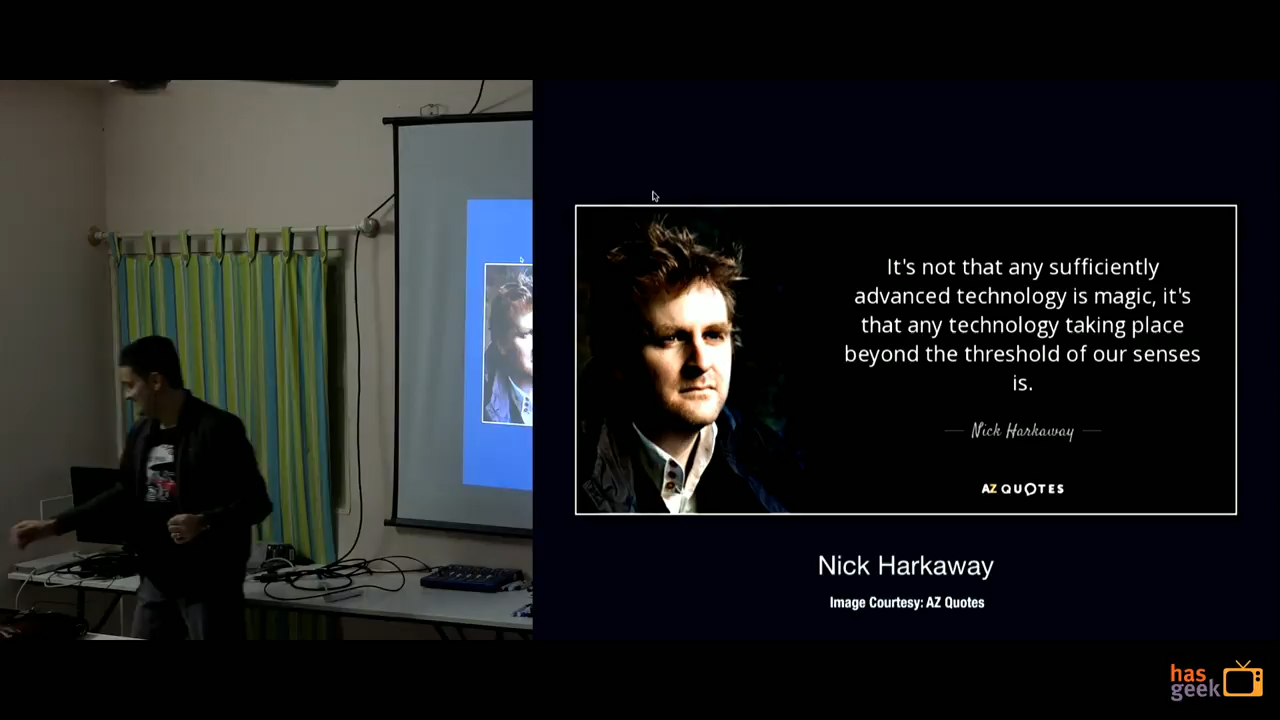 It's not that any sufficiently
advanced technology is magic, it's
that any technology taking place
beyond the threshold of our senses
is.
Nick Harkaway
AZ QUOTES
Nick Harkaway
Image Courtesy: AZ Quotes
has
geek